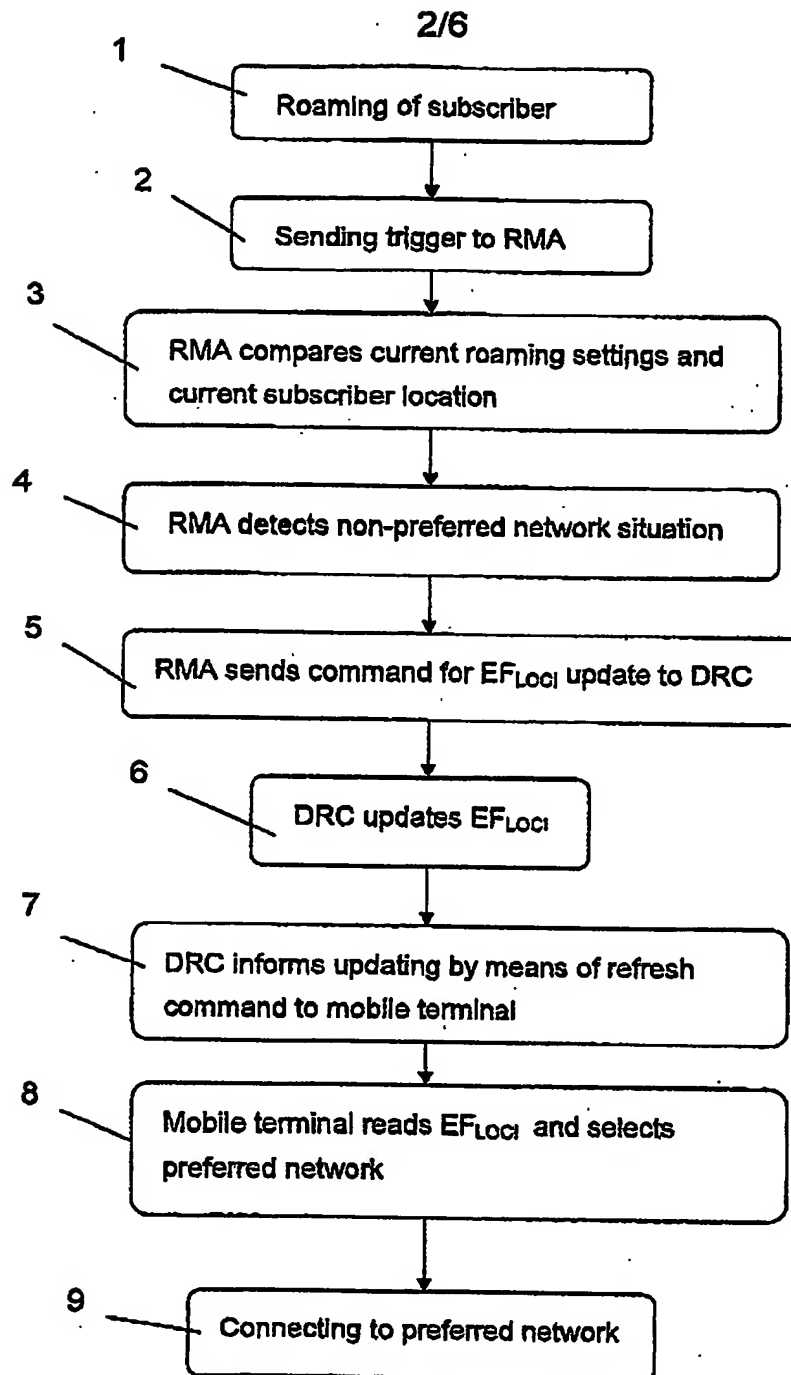 2/6
1
Roaming of subscriber
2
Sending trigger to RMA
3
RMA compares current roaming settings and
current subscriber location
4
RMA detects non-preferred network situation
5
RMA sends command for EFLOCI update to DRC
6
DRC updates EFLOCI
7
DRC informs updating by means of refresh
command to mobile terminal
8
Mobile terminal reads EFLOCI and selects
preferred network
9
Connecting to preferred network